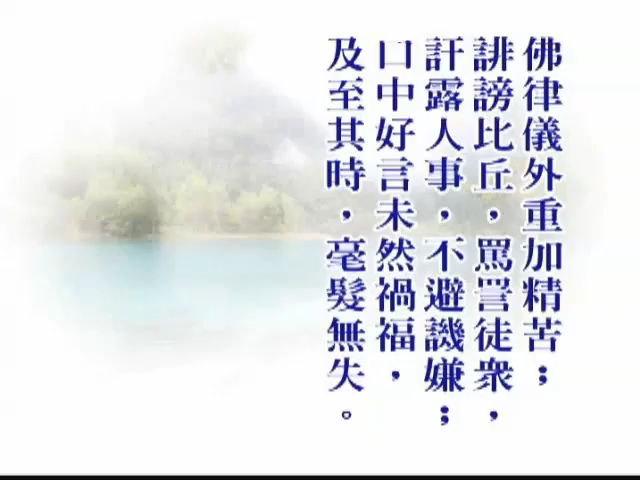 佛律儀外重加精苦；
誹謗比丘，罵詈徒衆，
訐露人事，不避譏嫌；
口中好言未然禍福，
及至其時，毫髮無失。